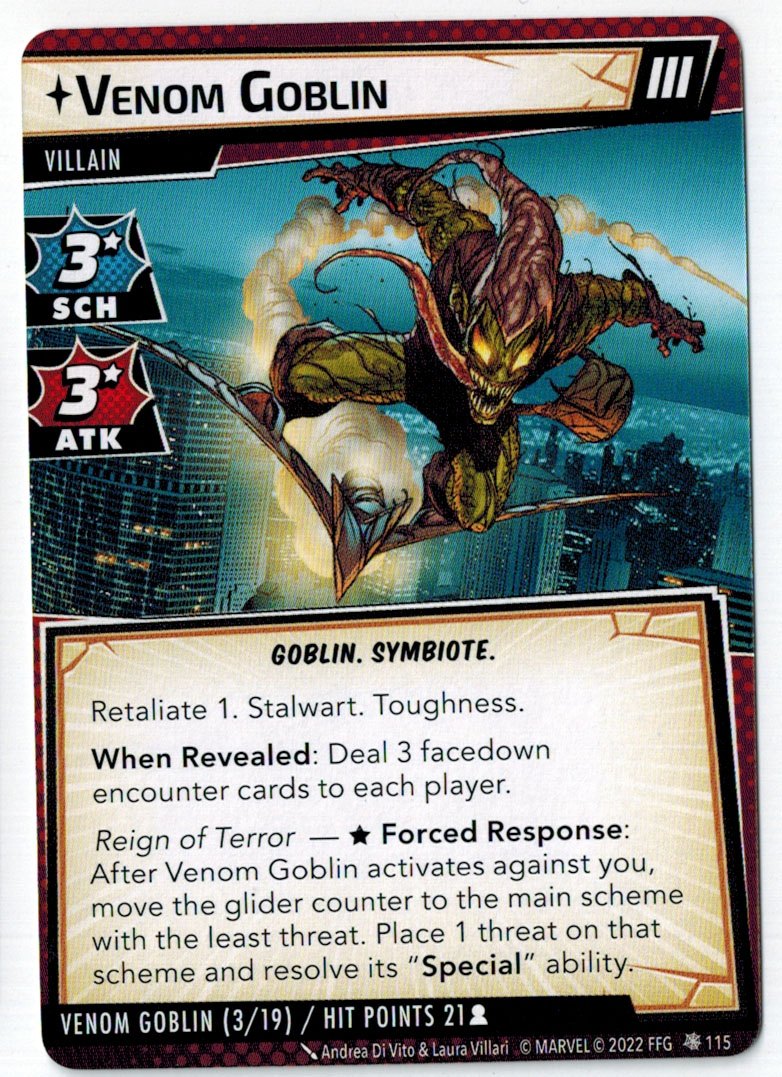 VENOM GOBLIN
III
VILLAIN
3
SCH
3
ATK
GOBLIN. SYMBIOTE.
Retaliate 1. Stalwart. Toughness.
When Revealed: Deal 3 facedown
encounter cards to each player.
Reign of Terror — ★ Forced Response:
After Venom Goblin activates against you,
move the glider counter to the main scheme
with the least threat. Place 1 threat on that
scheme and resolve its “Special” ability.
VENOM GOBLIN (3/19) / HIT POINTS 21
Andrea Di Vito & Laura Villari © MARVEL © 2022 FFG 115